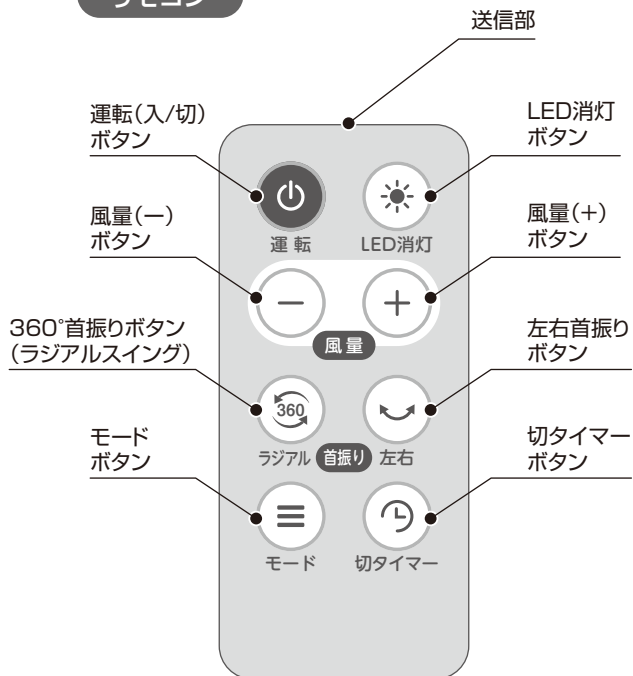 リモコン
送信部
運転(入/切)
ボタン
LED消灯
ボタン
風量(ー)
ボタン
風量(+)
ボタン
360°首振りボタン
(ラジアルスイング)
左右首振り
ボタン
モード
ボタン
切タイマー
ボタン
運 転
LED消灯
風量
360
ラジアル 首振り 左右
モード
切タイマー